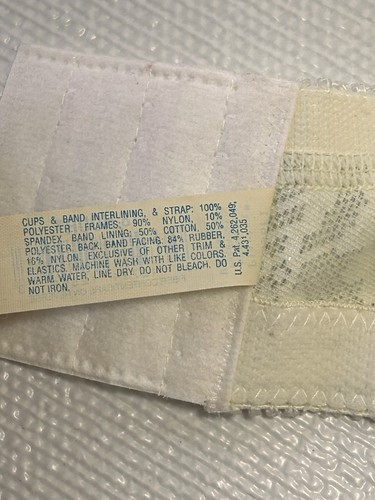 CUPS & BAND INTERLINING, & STRAP: 100%
POLYESTER. FRAMES: 90% NYLON, 10%
SPANDEX. BAND LINING: 50% COTTON, 50%
POLYESTER. BACK, BAND FACING: 84% RUBBER,
16% NYLON. EXCLUSIVE OF OTHER TRIM &
ELASTICS. MACHINE WASH WITH LIKE COLORS.
WARM WATER. LINE DRY. DO NOT BLEACH. DO
NOT IRON.
U.S. Pat. 4,262,049;
4,431,035